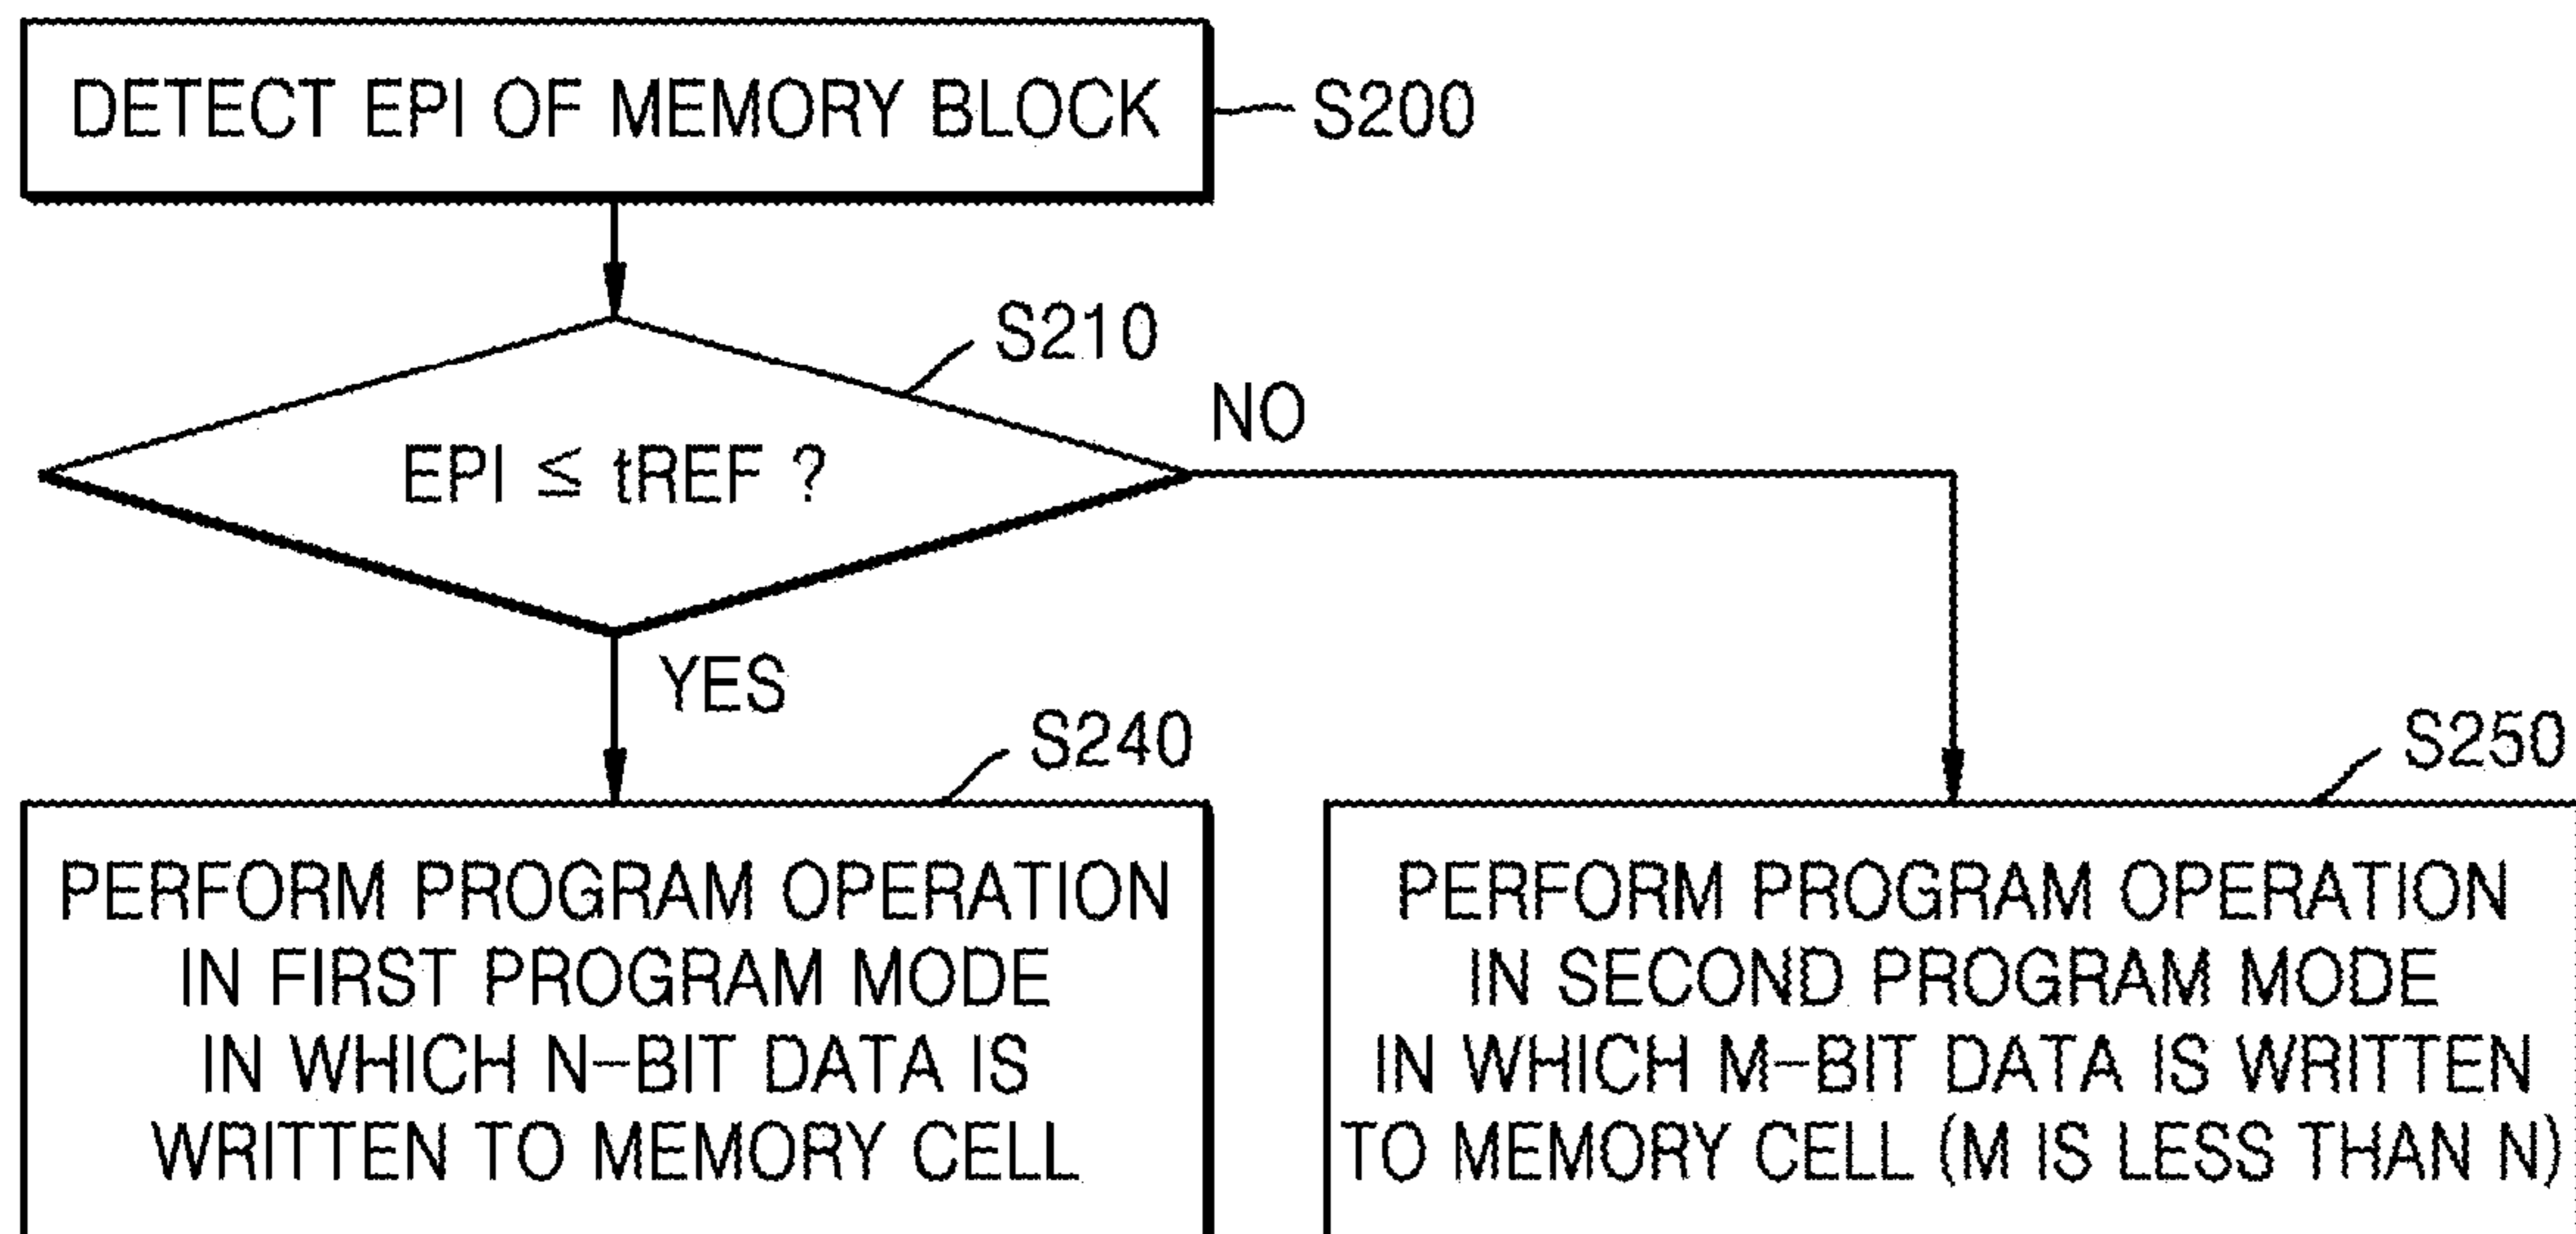 DETECT EPI OF MEMORY BLOCK
S200
S210
EPI ≤ tREF ?
NO
YES
S240
PERFORM PROGRAM OPERATION
IN FIRST PROGRAM MODE
IN WHICH N-BIT DATA IS
WRITTEN TO MEMORY CELL
S250
PERFORM PROGRAM OPERATION
IN SECOND PROGRAM MODE
IN WHICH M-BIT DATA IS WRITTEN
TO MEMORY CELL (M IS LESS THAN N)